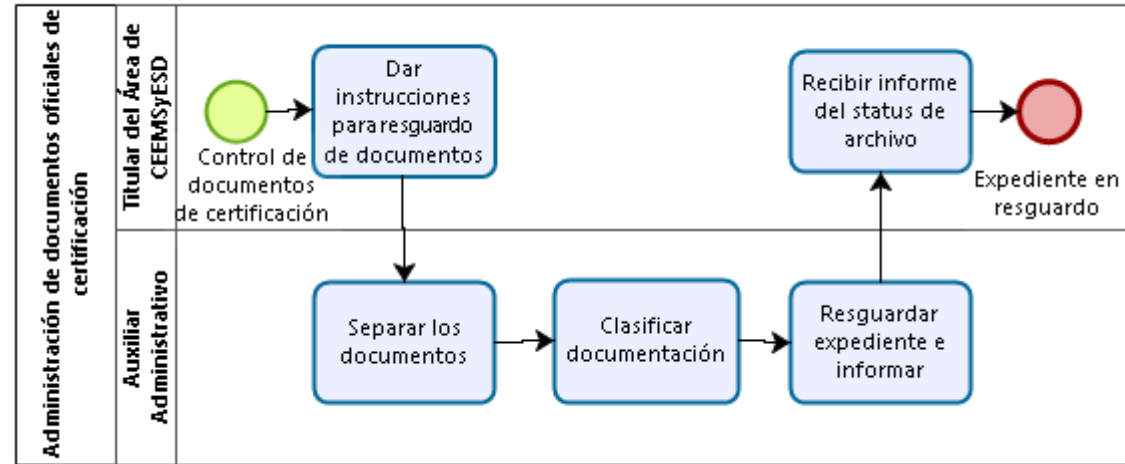 Administración de documentos oficiales de
certificación
Titular del Área de
CEEMSyESD
Control de
documentos
de certificación
Dar
instrucciones
para resguardo
de documentos
Recibir informe
del status de
archivo
Expediente en
resguardo
Auxiliar
Administrativo
Separar los
documentos
Clasificar
documentación
Resguardar
expediente e
informar